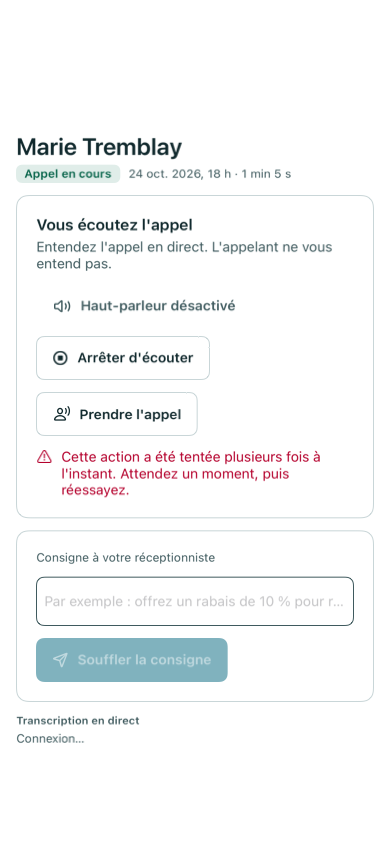 Marie Tremblay
Appel en cours 24 oct. 2026, 18 h · 1 min 5 s
Vous écoutez l'appel
Entendez l'appel en direct. L'appelant ne vous
entend pas.
Haut-parleur désactivé
Arrêter d'écouter
Prendre l'appel
Cette action a été tentée plusieurs fois à
l'instant. Attendez un moment, puis
réessayez.
Consigne à votre réceptionniste
Par exemple : offrez un rabais de 10 % pour r...
Souffler la consigne
Transcription en direct
Connexion...